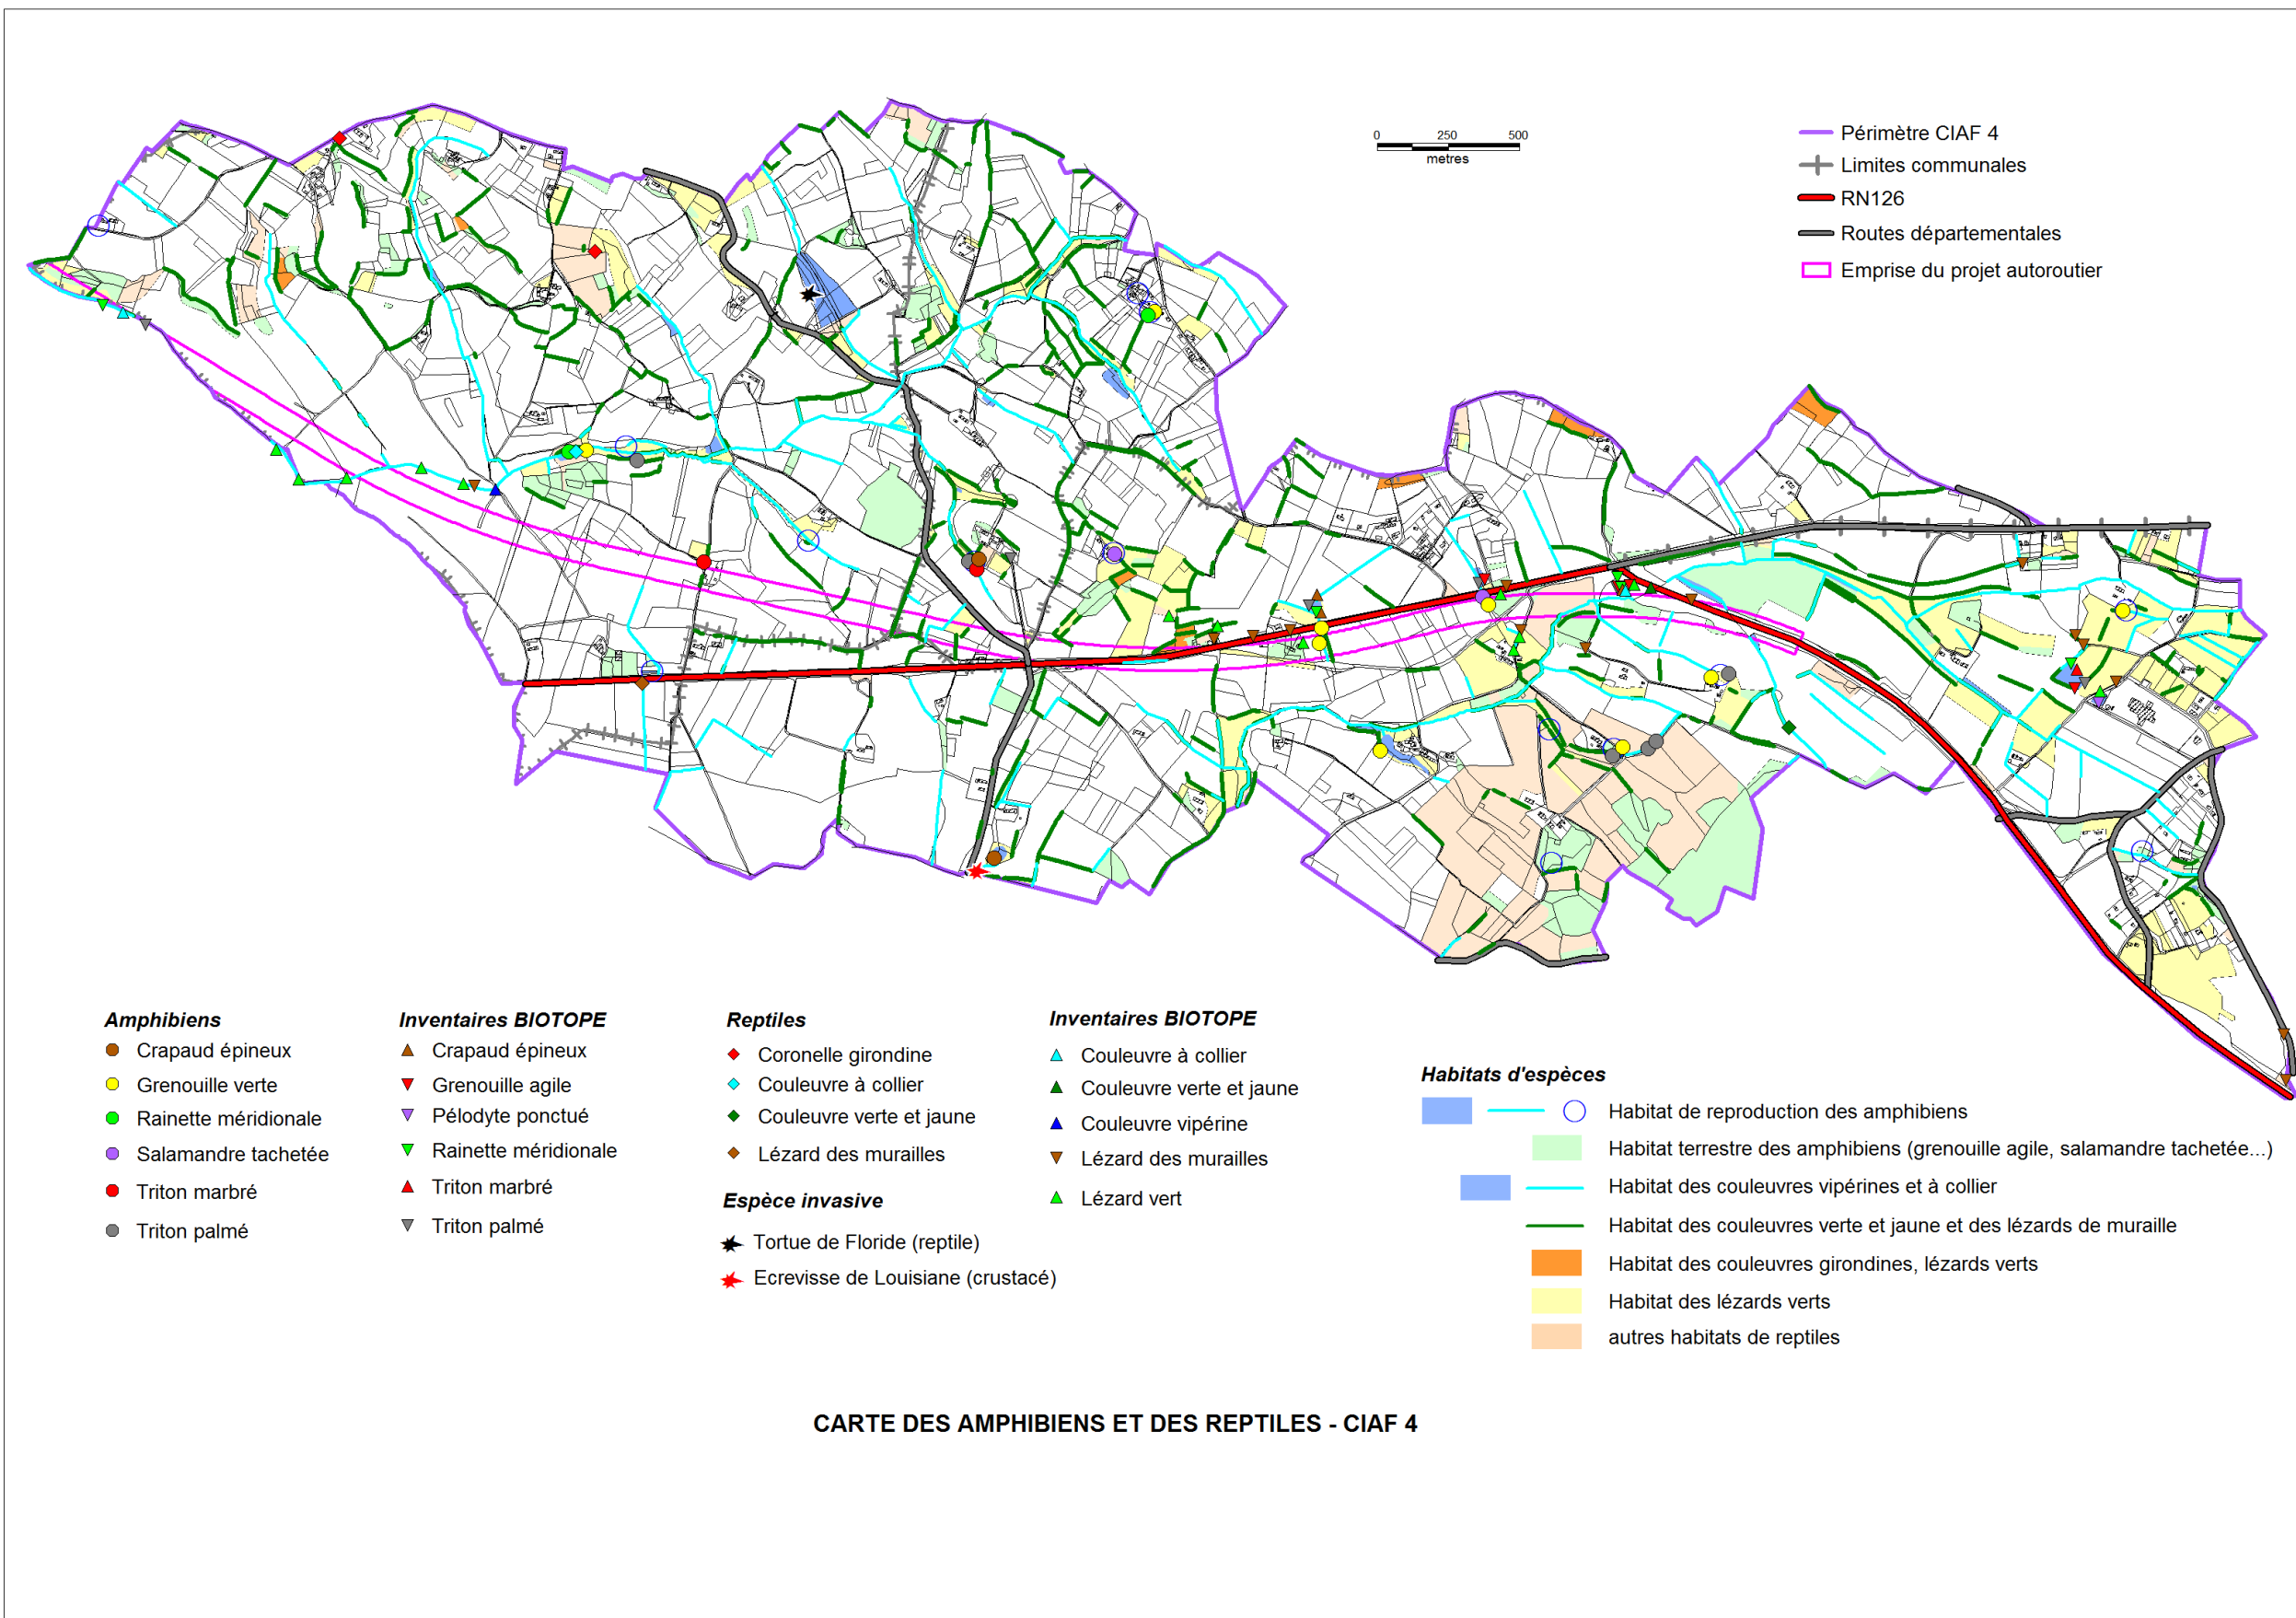 0 250 500
metres
Périmètre CIAF 4
Limites communales
RN126
Routes départementales
Emprise du projet autoroutier
Amphibiens
Crapaud épineux
Grenouille verte
Rainette méridionale
Salamandre tachetée
Triton marbré
Triton palmé
Inventaires BIOTOPE
Crapaud épineux
Grenouille agile
Pélodyte ponctué
Rainette méridionale
Triton marbré
Triton palmé
Reptiles
Coronelle girondine
Couleuvre à collier
Couleuvre verte et jaune
Lézard des murailles
Espèce invasive
Tortue de Floride (reptile)
Ecrevisse de Louisiane (crustacé)
Inventaires BIOTOPE
Couleuvre à collier
Couleuvre verte et jaune
Couleuvre vipérine
Lézard des murailles
Lézard vert
Habitats d'espèces
Habitat de reproduction des amphibiens
Habitat terrestre des amphibiens (grenouille agile, salamandre tachetée...)
Habitat des couleuvres vipérines et à collier
Habitat des couleuvres verte et jaune et des lézards de muraille
Habitat des couleuvres girondines, lézards verts
Habitat des lézards verts
autres habitats de reptiles
CARTE DES AMPHIBIENS ET DES REPTILES - CIAF 4